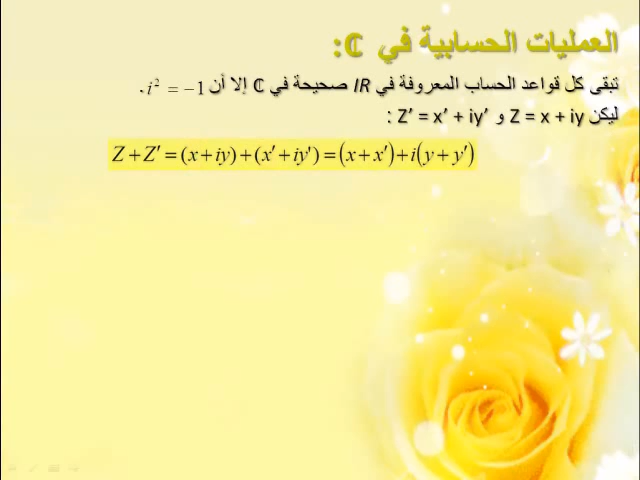 العمليات الحسابية في ℂ:
تبقى كل قواعد الحساب المعروفة في IR صحيحة في ℂ إلا أن i² = −1 .
ليكن Z = x + iy و Z’ = x’ + iy’ :
Z + Z′ = (x + iy) + (x′ + iy′) = (x + x′) + i(y + y′)